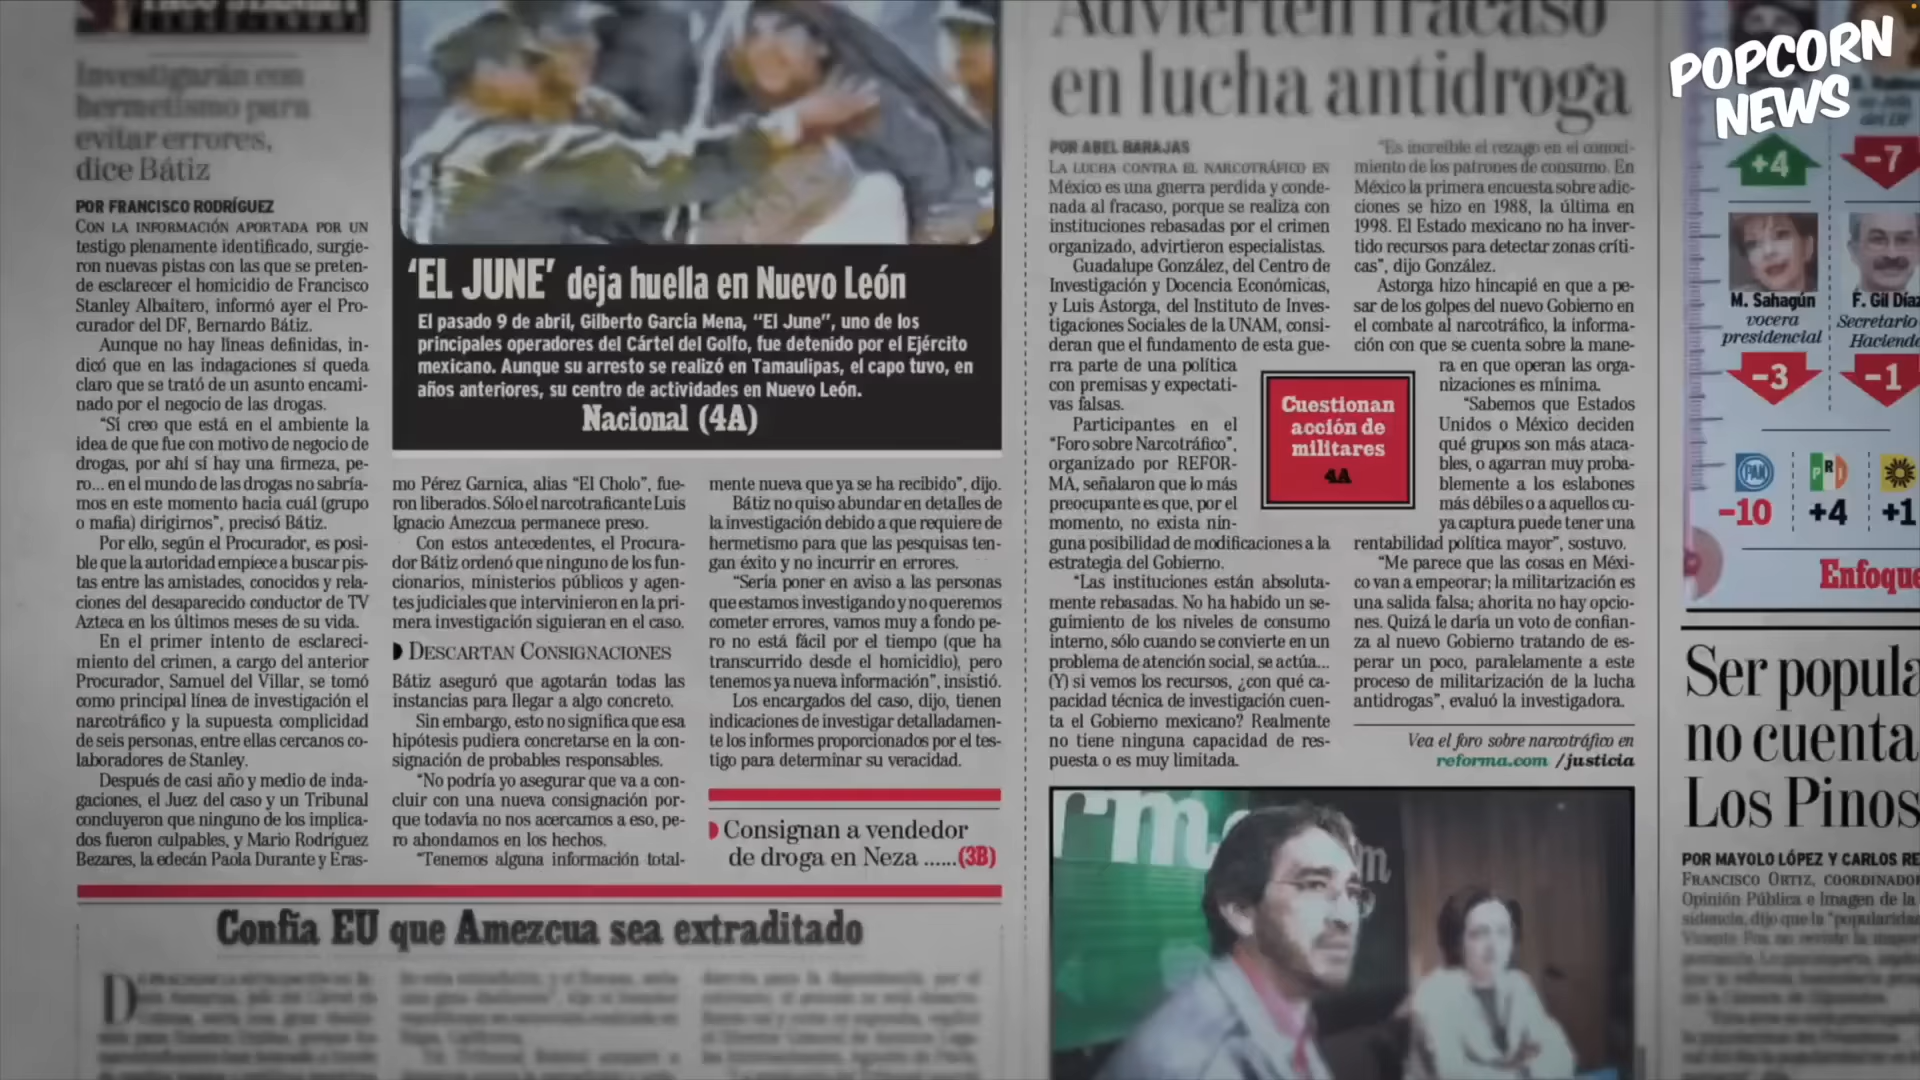 Investigarán con
hermetismo para
evitar errores,
dice Bátiz
POR FRANCISCO RODRÍGUEZ
CON LA INFORMACIÓN APORTADA POR UN
testigo plenamente identificado, surgie-
ron nuevas pistas con las que se preten-
de esclarecer el homicidio de Francisco
Stanley Albaitero, informó ayer el Pro-
curador del DF, Bernardo Bátiz.
Aunque no hay líneas definidas, in-
dicó que en las indagaciones sí queda
claro que se trató de un asunto encami-
nado por el negocio de las drogas.
"Sí creo que está en el ambiente la
idea de que fue con motivo de negocio de
drogas, por ahí sí hay una firmeza, pe-
ro... en el mundo de las drogas no sabría-
mos en este momento hacia cuál (grupo
o mafia) dirigirnos", precisó Bátiz.
Por ello, según el Procurador, es posi-
ble que la autoridad empiece a buscar pis-
tas entre las amistades, conocidos y rela-
ciones del desaparecido conductor de TV
Azteca en los últimos meses de su vida.
En el primer intento de esclareci-
miento del crimen, a cargo del anterior
Procurador, Samuel del Villar, se tomó
como principal línea de investigación el
narcotráfico y la supuesta complicidad
de seis personas, entre ellas cercanos co-
laboradores de Stanley.
Después de casi año y medio de inda-
gaciones, el Juez del caso y un Tribunal
concluyeron que ninguno de los implica-
dos fueron culpables, y Mario Rodríguez
Bezares, la edecán Paola Durante y Eras-
'EL JUNE' deja huella en Nuevo León
El pasado 9 de abril, Gilberto García Mena, "El June", uno de los
principales operadores del Cártel del Golfo, fue detenido por el Ejército
mexicano. Aunque su arresto se realizó en Tamaulipas, el capo tuvo, en
años anteriores, su centro de actividades en Nuevo León.
Nacional (4A)
mo Pérez Garnica, alias "El Cholo", fue-
ron liberados. Sólo el narcotraficante Luis
Ignacio Amezcua permanece preso.
Con estos antecedentes, el Procura-
dor Bátiz ordenó que ninguno de los fun-
cionarios, ministerios públicos y agen-
tes judiciales que intervinieron en la pri-
mera investigación siguieran en el caso.
DESCARTAN CONSIGNACIONES
Bátiz aseguró que agotarán todas las
instancias para llegar a algo concreto.
Sin embargo, esto no significa que esa
hipótesis pudiera concretarse en la con-
signación de probables responsables.
"No podría yo asegurar que va a con-
cluir con una nueva consignación por-
que todavía no nos acercamos a eso, pe-
ro ahondamos en los hechos.
"Tenemos alguna información total-
mente nueva que ya se ha recibido", dijo.
Bátiz no quiso abundar en detalles de
la investigación debido a que requiere de
hermetismo para que las pesquisas ten-
gan éxito y no incurrir en errores.
"Sería poner en aviso a las personas
que estamos investigando y no queremos
cometer errores, vamos muy a fondo pe-
ro no está fácil por el tiempo (que ha
transcurrido desde el homicidio), pero
tenemos ya nueva información", insistió.
Los encargados del caso, dijo, tienen
indicaciones de investigar detalladamen-
te los informes proporcionados por el tes-
tigo para determinar su veracidad.
Consignan a vendedor
de droga en Neza ......(3B)
Confía EU que Amezcua sea extraditado
Advierten fracaso
en lucha antidroga
POR ABEL BARAJAS
LA LUCHA CONTRA EL NARCOTRÁFICO EN
México es una guerra perdida y conde-
nada al fracaso, porque se realiza con
instituciones rebasadas por el crimen
organizado, advirtieron especialistas.
Guadalupe González, del Centro de
Investigación y Docencia Económicas,
y Luis Astorga, del Instituto de Inves-
tigaciones Sociales de la UNAM, consi-
deran que el fundamento de esta gue-
rra parte de una política
con premisas y expectati-
vas falsas.
Participantes en el
"Foro sobre Narcotráfico",
organizado por REFOR-
MA, señalaron que lo más
preocupante es que, por el
momento, no exista nin-
guna posibilidad de modificaciones a la
estrategia del Gobierno.
"Las instituciones están absoluta-
mente rebasadas. No ha habido un se-
guimiento de los niveles de consumo
interno, sólo cuando se convierte en un
problema de atención social, se actúa...
(Y) si vemos los recursos, ¿con qué ca-
pacidad técnica de investigación cuen-
ta el Gobierno mexicano? Realmente
no tiene ninguna capacidad de res-
puesta o es muy limitada.
Cuestionan
acción de
militares
4A
"Es increíble el rezago en el conoci-
miento de los patrones de consumo. En
México la primera encuesta sobre adic-
ciones se hizo en 1988, la última en
1998. El Estado mexicano no ha inver-
tido recursos para detectar zonas críti-
cas", dijo González.
Astorga hizo hincapié en que a pe-
sar de los golpes del nuevo Gobierno en
el combate al narcotráfico, la informa-
ción con que se cuenta sobre la mane-
ra en que operan las orga-
nizaciones es mínima.
"Sabemos que Estados
Unidos o México deciden
qué grupos son más ataca-
bles, o agarran muy proba-
blemente a los eslabones
más débiles o a aquellos cu-
ya captura puede tener una
rentabilidad política mayor", sostuvo.
"Me parece que las cosas en Méxi-
co van a empeorar; la militarización es
una salida falsa; ahorita no hay opcio-
nes. Quizá le daría un voto de confian-
za al nuevo Gobierno tratando de es-
perar un poco, paralelamente a este
proceso de militarización de la lucha
antidrogas", evaluó la investigadora.
Vea el foro sobre narcotráfico en
reforma.com /justicia
POPCORN
NEWS
+4
-7
M. Sahagún
vocera
presidencial
F. Gil Díaz
Secretario
Hacienda
-3
-1
PAN
PRI
-10
+4
+1
Enfoque
Ser popula
no cuenta
Los Pinos
POR MAYOLO LÓPEZ Y CARLOS RE
FRANCISCO ORTIZ, COORDINADOR
Opinión Pública e Imagen de la
sidencia, dijo que la "popularidad